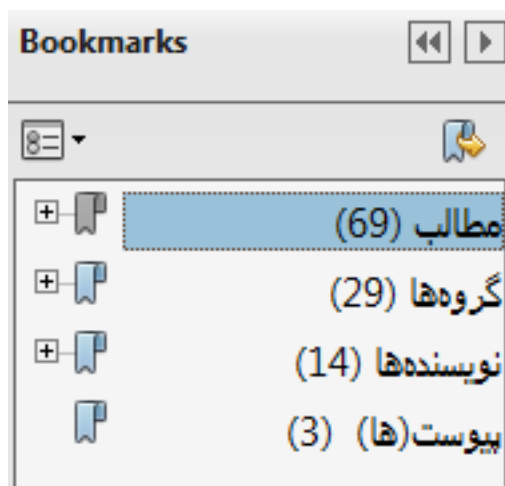 Bookmarks
مطالب (69)
گروه‌ها (29)
نویسنده‌ها (14)
پیوست(ها) (3)